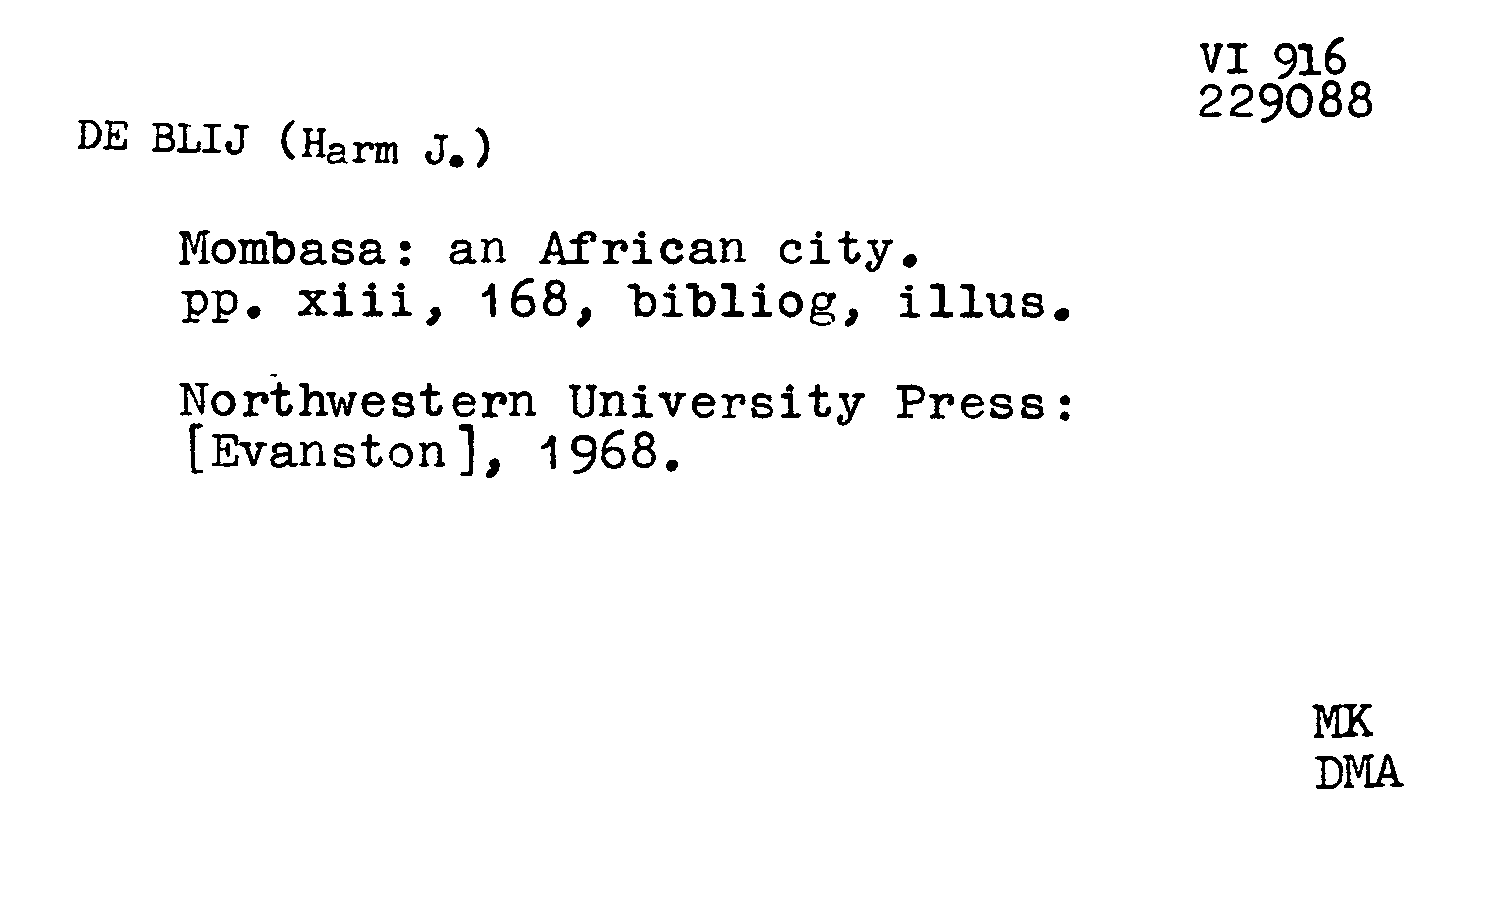 VI 916
229088
DE BLIJ (Harm J.)
Mombasa: an African city.
pp. xiii, 168, bibliog, illus.
Northwestern University Press:
[Evanston], 1968.
MK
DMA